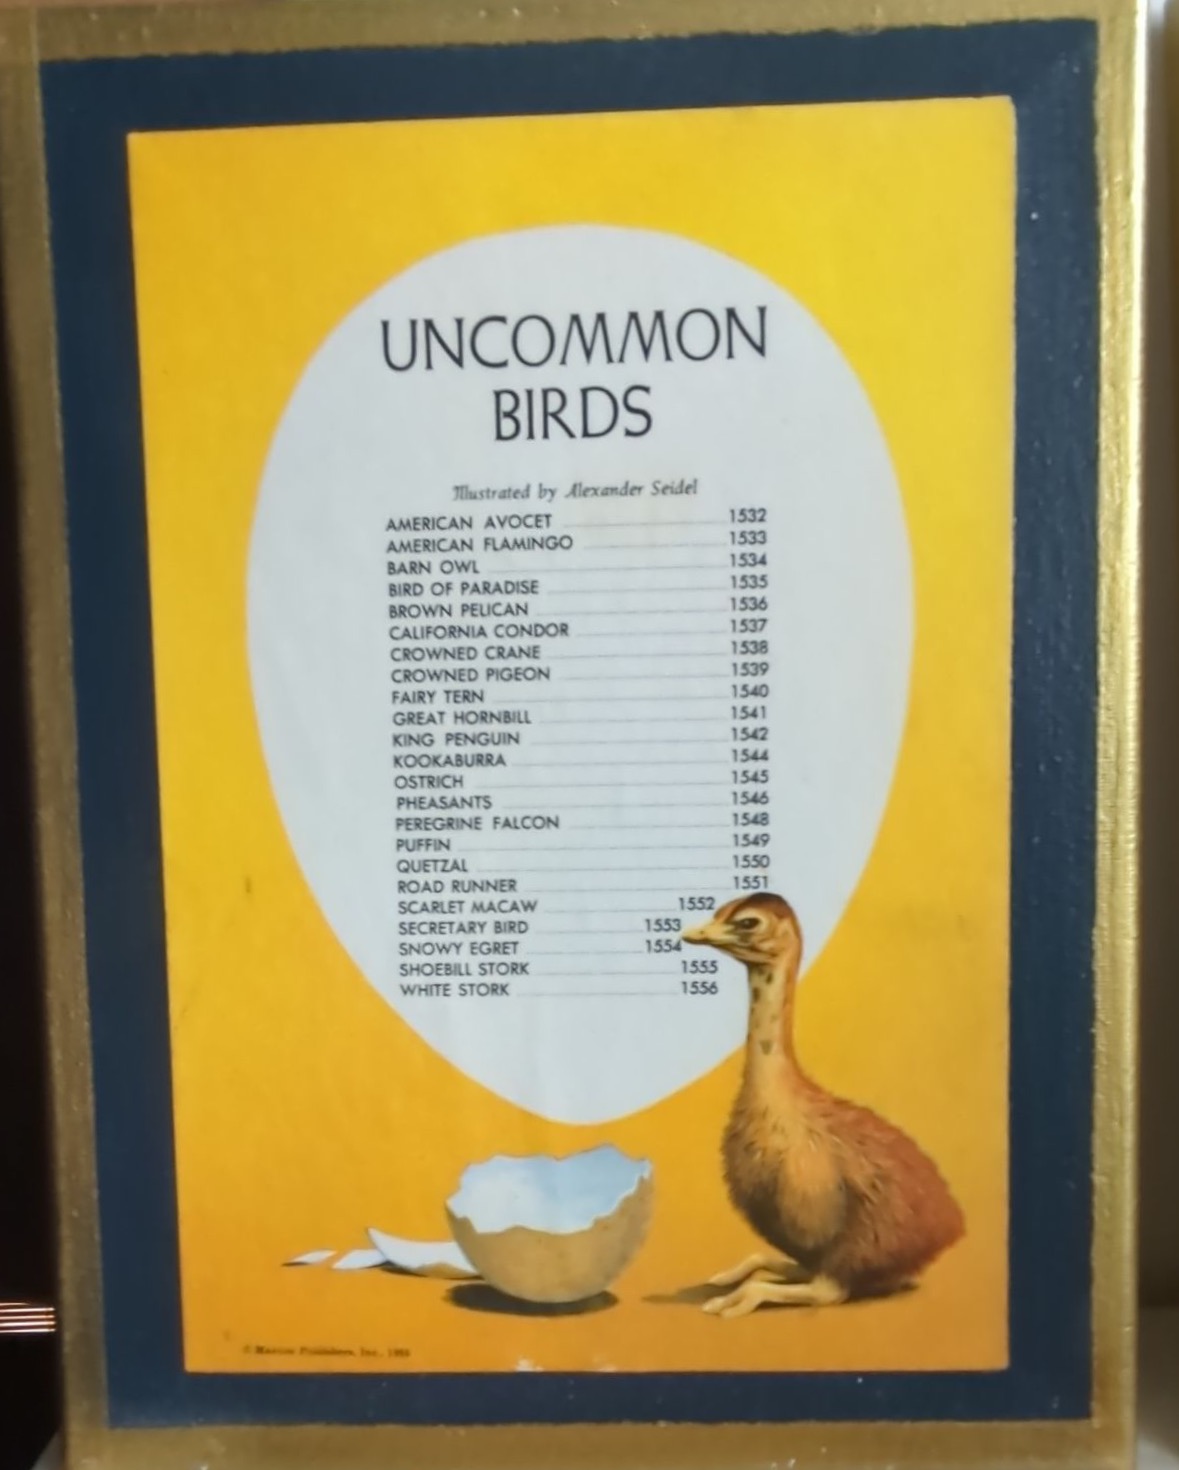 UNCOMMON
BIRDS
Illustrated by Alexander Seidel
AMERICAN AVOCET 1532
AMERICAN FLAMINGO 1533
BARN OWL 1534
BIRD OF PARADISE 1535
BROWN PELICAN 1536
CALIFORNIA CONDOR 1537
CROWNED CRANE 1538
CROWNED PIGEON 1539
FAIRY TERN 1540
GREAT HORNBILL 1541
KING PENGUIN 1542
KOOKABURRA 1544
OSTRICH 1545
PHEASANTS 1546
PEREGRINE FALCON 1548
PUFFIN 1549
QUETZAL 1550
ROAD RUNNER 1551
SCARLET MACAW 1552
SECRETARY BIRD 1553
SNOWY EGRET 1554
SHOEBILL STORK 1555
WHITE STORK 1556
© Publishers, Inc.,